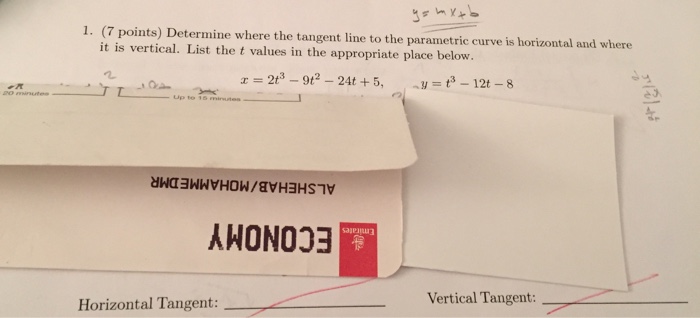 y = mx+b
1. (7 points) Determine where the tangent line to the parametric curve is horizontal and where
it is vertical. List the t values in the appropriate place below.
x = 2t³ − 9t² − 24t + 5, y = t³ − 12t − 8
20 minutes
Up to 15 minutes
ALSHEHAB/MOHAMMEDMR
ECONOMY
Emirates
Horizontal Tangent:
Vertical Tangent: